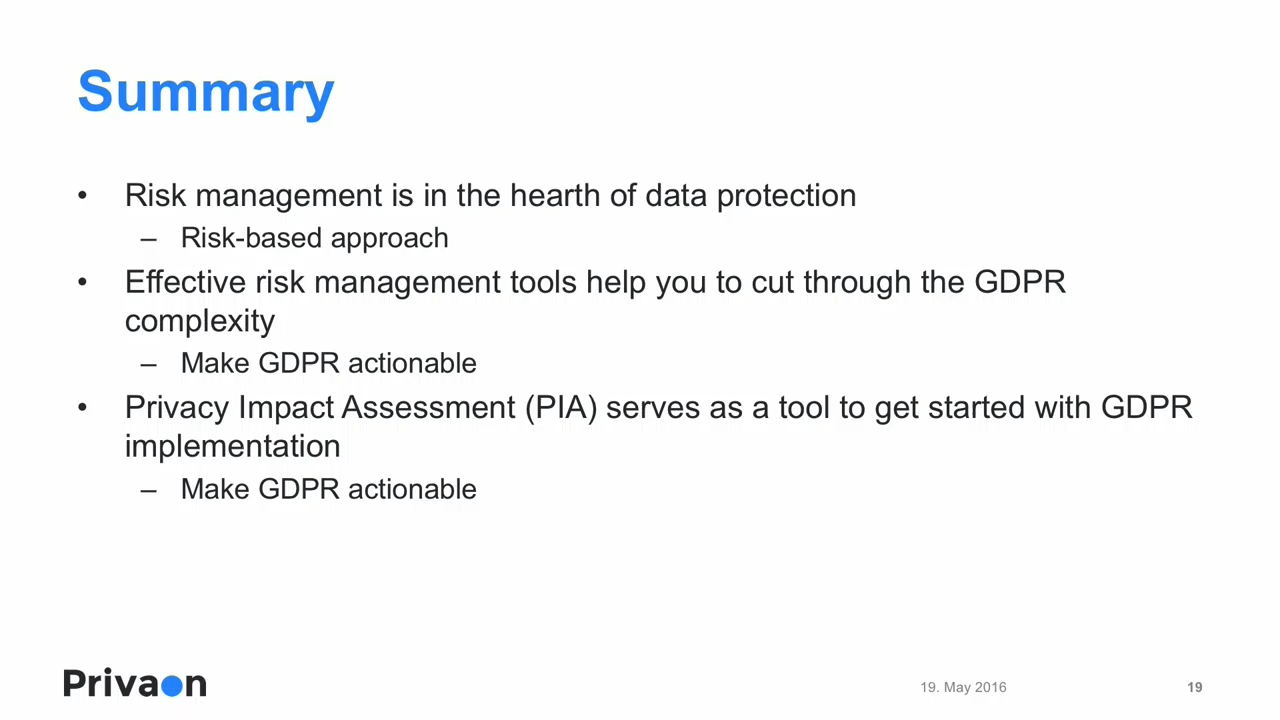 Summary
• Risk management is in the hearth of data protection
– Risk-based approach
• Effective risk management tools help you to cut through the GDPR
complexity
– Make GDPR actionable
• Privacy Impact Assessment (PIA) serves as a tool to get started with GDPR
implementation
– Make GDPR actionable
Privaon
19. May 2016
19